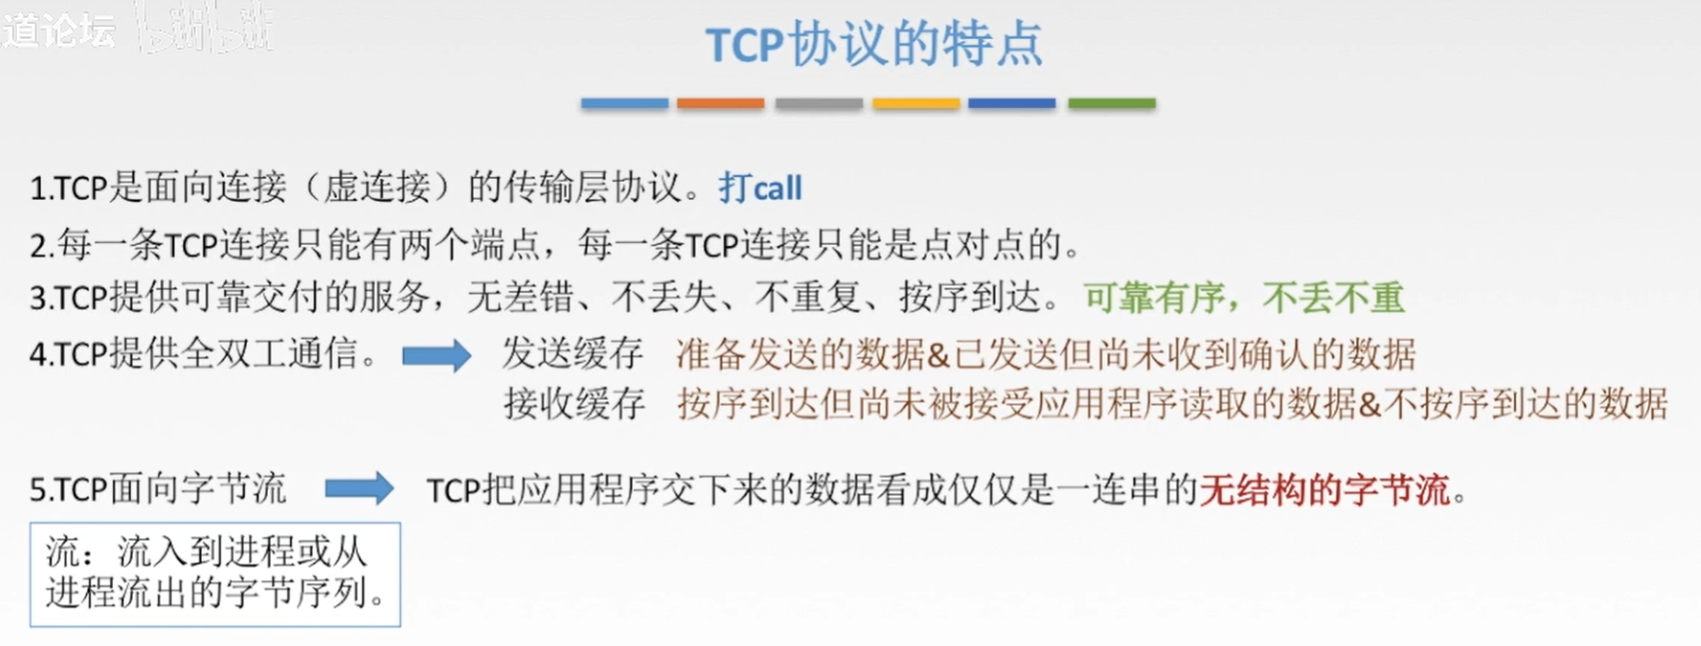 道论坛 bilibili
TCP协议的特点
1.TCP是面向连接（虚连接）的传输层协议。打call
2.每一条TCP连接只能有两个端点，每一条TCP连接只能是点对点的。
3.TCP提供可靠交付的服务，无差错、不丢失、不重复、按序到达。可靠有序，不丢不重
4.TCP提供全双工通信。 发送缓存 准备发送的数据&已发送但尚未收到确认的数据
接收缓存 按序到达但尚未被接受应用程序读取的数据&不按序到达的数据
5.TCP面向字节流 TCP把应用程序交下来的数据看成仅仅是一连串的无结构的字节流。
流：流入到进程或从
进程流出的字节序列。